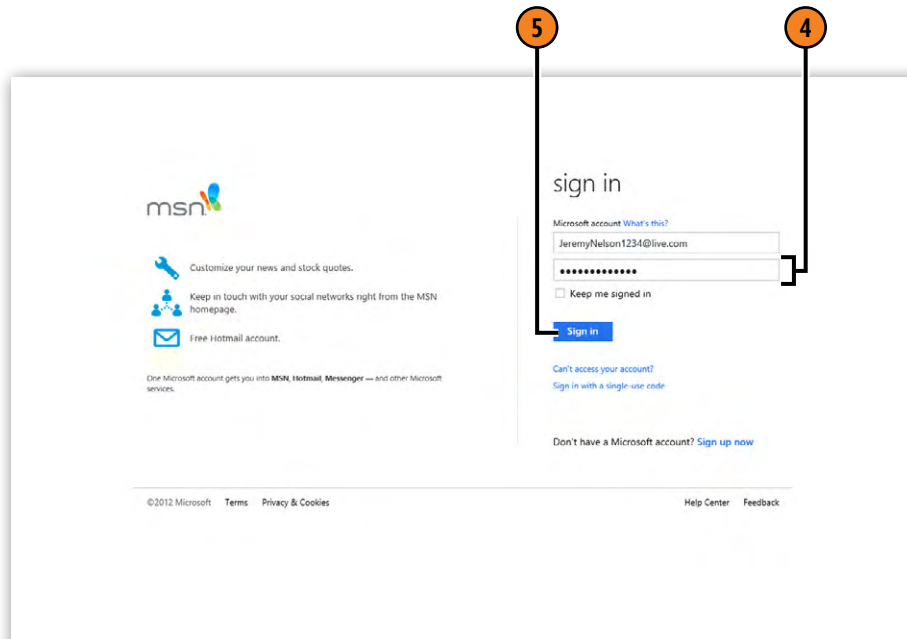 5
4
msn
sign in
Microsoft account What's this?
JeremyNelson1234@live.com
•••••••••••••
4
Keep me signed in
5
Sign in
Can't access your account?
Sign in with a single-use code
Don't have a Microsoft account? Sign up now
Customize your news and stock quotes.
Keep in touch with your social networks right from the MSN
homepage.
Free Hotmail account.
One Microsoft account gets you into MSN, Hotmail, Messenger — and other Microsoft
services.
©2012 Microsoft Terms Privacy & Cookies
Help Center Feedback